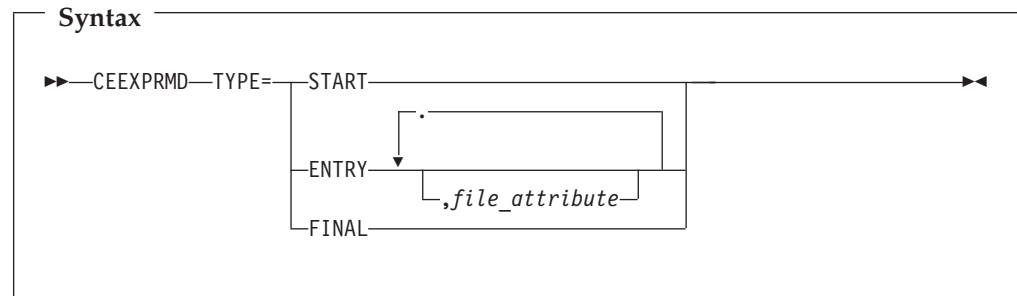 Syntax
►►—CEEXPRMD—TYPE=—START—►◄
.
ENTRY
,file_attribute
FINAL